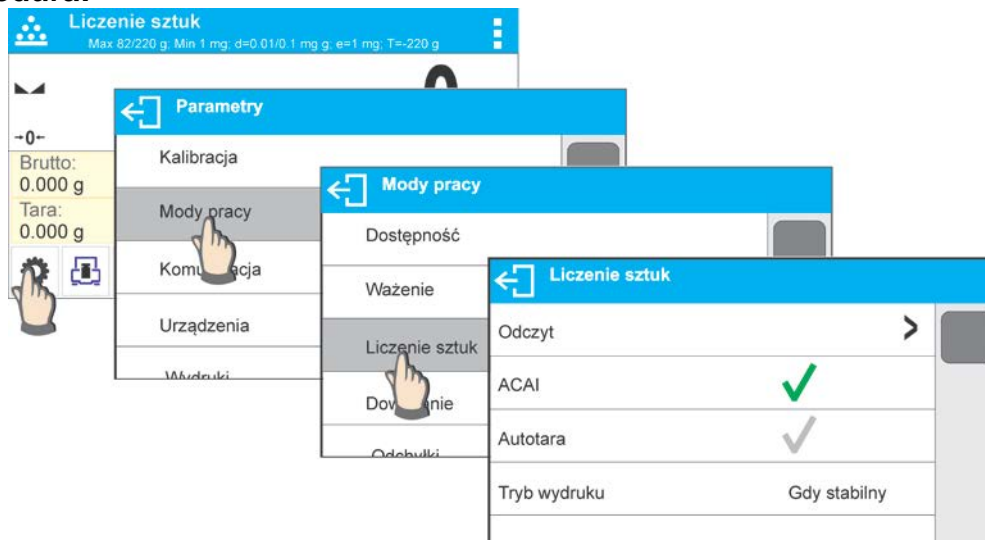 Liczenie sztuk
Max 82/220 g; Min 1 mg; d=0.01/0.1 mg g; e=1 mg; T=-220 g
→0←
Brutto:
0.000 g
Tara:
0.000 g
Parametry
Kalibracja
Mody pracy
Urządzenia
Wydruki
Mody pracy
Dostępność
Ważenie
Liczenie sztuk
Odchyłki
Liczenie sztuk
Odczyt
ACAI
Autotara
Tryb wydruku Gdy stabilny